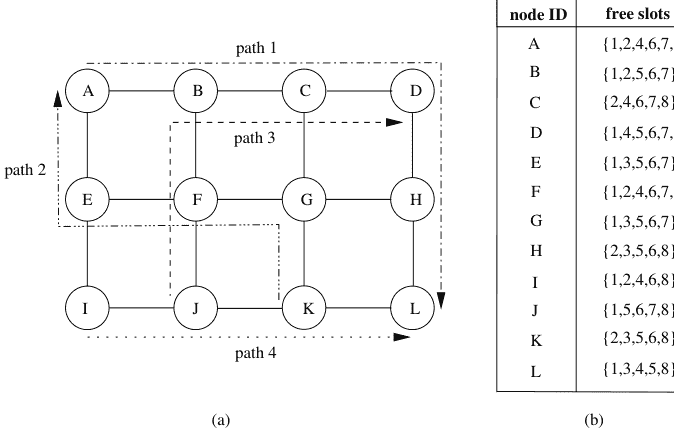 path 1
A B C D
path 3
path 2
E F G H
I J K L
path 4
(a)
node ID free slots
A {1,2,4,6,7,
B {1,2,5,6,7}
C {2,4,6,7,8}
D {1,4,5,6,7,
E {1,3,5,6,7}
F {1,2,4,6,7,
G {1,3,5,6,7}
H {2,3,5,6,8}
I {1,2,4,6,8}
J {1,5,6,7,8}
K {2,3,5,6,8}
L {1,3,4,5,8}
(b)